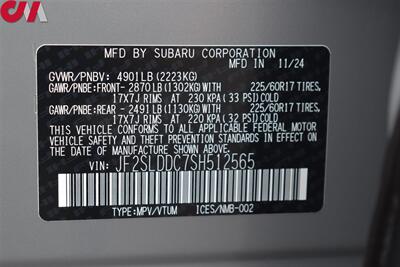 MFD BY SUBARU CORPORATION
MFD IN 11/24
GVWR/PNBV: 4901LB (2223KG)
GAWR/PNBE:FRONT-2870LB(1302KG)WITH 225/60R17 TIRES.
17X7J RIMS AT 230 KPA (33 PSI)COLD
GAWR/PNBE:REAR -2491LB(1130KG)WITH 225/60R17 TIRES.
17X7J RIMS AT 220 KPA (32 PSI)COLD
THIS VEHICLE CONFORMS TO ALL APPLICABLE FEDERAL MOTOR
VEHICLE SAFETY STANDARDS AND THEFT PREVENTION STANDARD
IN EFFECT ON THE DATE OF MANUFACTURE SHOWN ABOVE.
VIN: JF2SLDDC7SH512565
TYPE:MPV/VTUM ICES/NMB-002